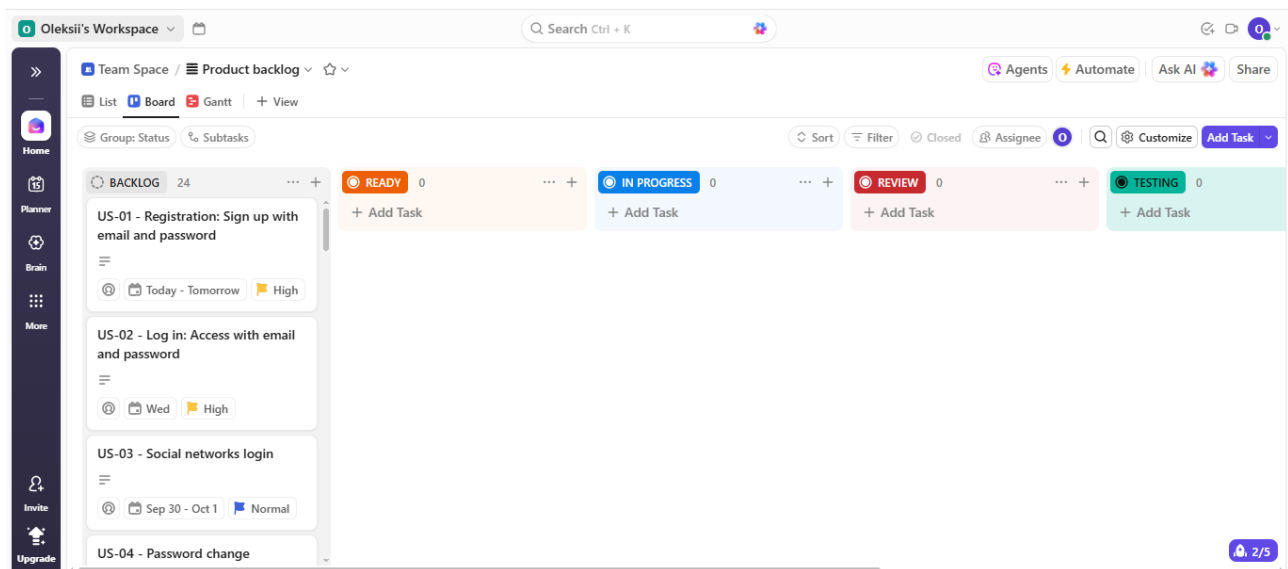 O Oleksii's Workspace
Search Ctrl + K
O
Team Space / Product backlog
Agents Automate Ask AI Share
List Board Gantt + View
Group: Status Subtasks
Sort Filter Closed Assignee O Customize Add Task
Home
15
Planner
Brain
More
Invite
Upgrade
BACKLOG 24 ... +
US-01 - Registration: Sign up with
email and password
Today - Tomorrow High
US-02 - Log in: Access with email
and password
Wed High
US-03 - Social networks login
Sep 30 - Oct 1 Normal
US-04 - Password change
READY 0 ... +
+ Add Task
IN PROGRESS 0 ... +
+ Add Task
REVIEW 0 ... +
+ Add Task
TESTING 0
+ Add Task
2/5